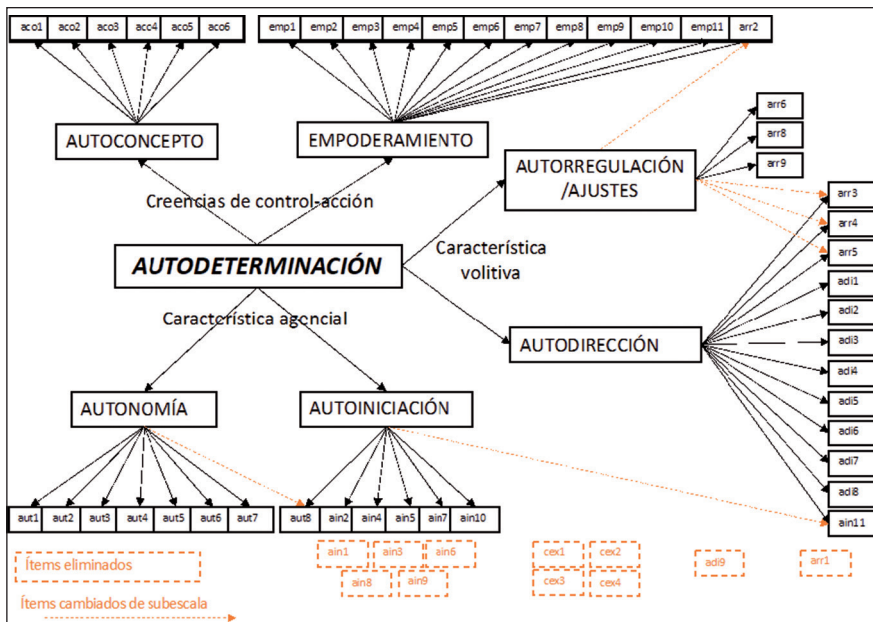 aco1 aco2 aco3 acc4 aco5 aco6
emp1 emp2 emp3 emp4 emp5 emp6 emp7 emp8 emp9 emp10 emp11 arr2
AUTOCONCEPTO
EMPODERAMIENTO
AUTORREGULACIÓN
/AJUSTES
arr6
arr8
arr9
Creencias de control-acción
AUTODETERMINACIÓN
Característica
volitiva
Característica agencial
AUTODIRECCIÓN
arr3
arr4
arr5
adi1
adi2
adi3
adi4
adi5
adi6
adi7
adi8
ain11
AUTONOMÍA
AUTOINICIACIÓN
aut1 aut2 aut3 aut4 aut5 aut6 aut7
aut8 ain2 ain4 ain5 ain7 ain10
Ítems eliminados
ain1 ain3 ain6
ain8 ain9
cex1 cex2
cex3 cex4
adi9
arr1
Ítems cambiados de subescala